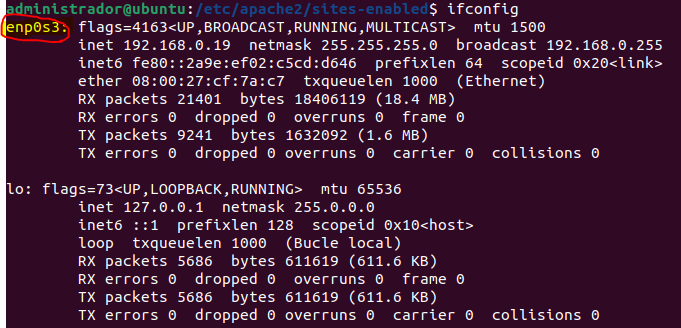 administrador@ubuntu:/etc/apache2/sites-enabled$ ifconfig
enp0s3: flags=4163<UP,BROADCAST,RUNNING,MULTICAST>  mtu 1500
        inet 192.168.0.19  netmask 255.255.255.0  broadcast 192.168.0.255
        inet6 fe80::2a9e:ef02:c5cd:d646  prefixlen 64  scopeid 0x20<link>
        ether 08:00:27:cf:7a:c7  txqueuelen 1000  (Ethernet)
        RX packets 21401  bytes 18406119 (18.4 MB)
        RX errors 0  dropped 0  overruns 0  frame 0
        TX packets 9241  bytes 1632092 (1.6 MB)
        TX errors 0  dropped 0 overruns 0  carrier 0  collisions 0

lo: flags=73<UP,LOOPBACK,RUNNING>  mtu 65536
        inet 127.0.0.1  netmask 255.0.0.0
        inet6 ::1  prefixlen 128  scopeid 0x10<host>
        loop  txqueuelen 1000  (Bucle local)
        RX packets 5686  bytes 611619 (611.6 KB)
        RX errors 0  dropped 0  overruns 0  frame 0
        TX packets 5686  bytes 611619 (611.6 KB)
        TX errors 0  dropped 0 overruns 0  carrier 0  collisions 0